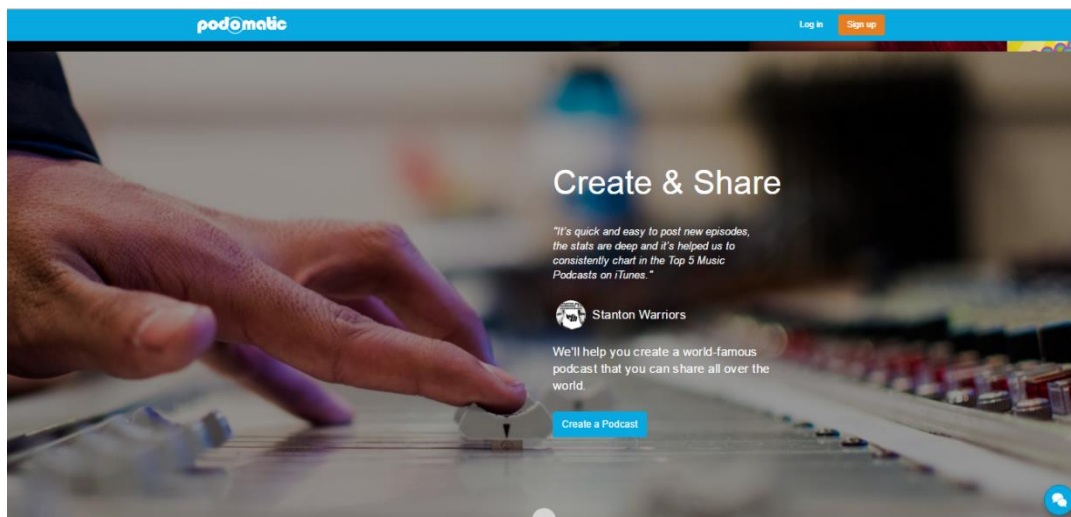 podomatic
Log in
Sign up
Create & Share
"It's quick and easy to post new episodes,
the stats are deep and it's helped us to
consistently chart in the Top 5 Music
Podcasts on iTunes."
Stanton Warriors
We'll help you create a world-famous
podcast that you can share all over the
world.
Create a Podcast